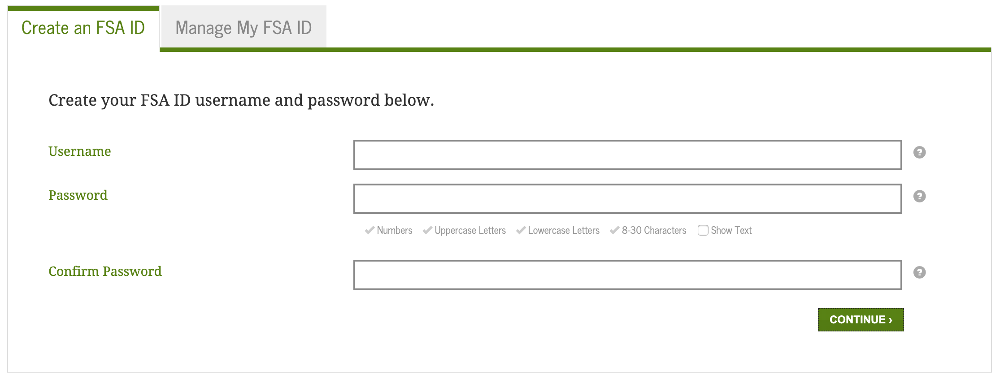 Create an FSA ID
Manage My FSA ID
Create your FSA ID username and password below.
Username
?
Password
?
Numbers Uppercase Letters Lowercase Letters 8-30 Characters Show Text
Confirm Password
?
CONTINUE ›